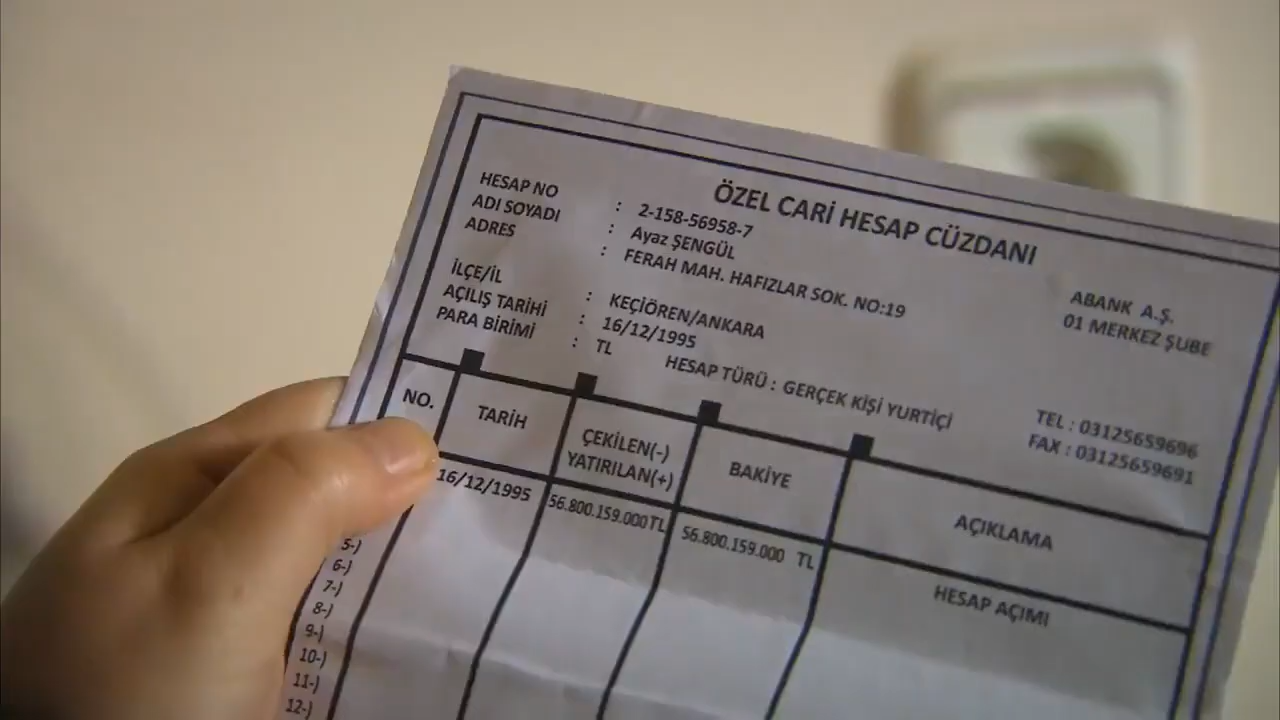 ÖZEL CARİ HESAP CÜZDANI
HESAP NO : 2-158-56958-7
ADI SOYADI : Ayaz ŞENGÜL
ADRES : FERAH MAH. HAFIZLAR SOK. NO:19
ABANK A.Ş.
01 MERKEZ ŞUBE
İLÇE/İL : KEÇİÖREN/ANKARA
AÇILIŞ TARİHİ : 16/12/1995
PARA BİRİMİ : TL HESAP TÜRÜ : GERÇEK KİŞİ YURTİÇİ
TEL : 03125659696
FAX : 03125659691
NO. TARİH ÇEKİLEN(-) BAKİYE AÇIKLAMA
YATIRILAN(+)
16/12/1995 56.800.159.000TL 56.800.159.000 TL HESAP AÇIMI
5-)
6-)
7-)
8-)
9-)
10-)
11-)
12-)